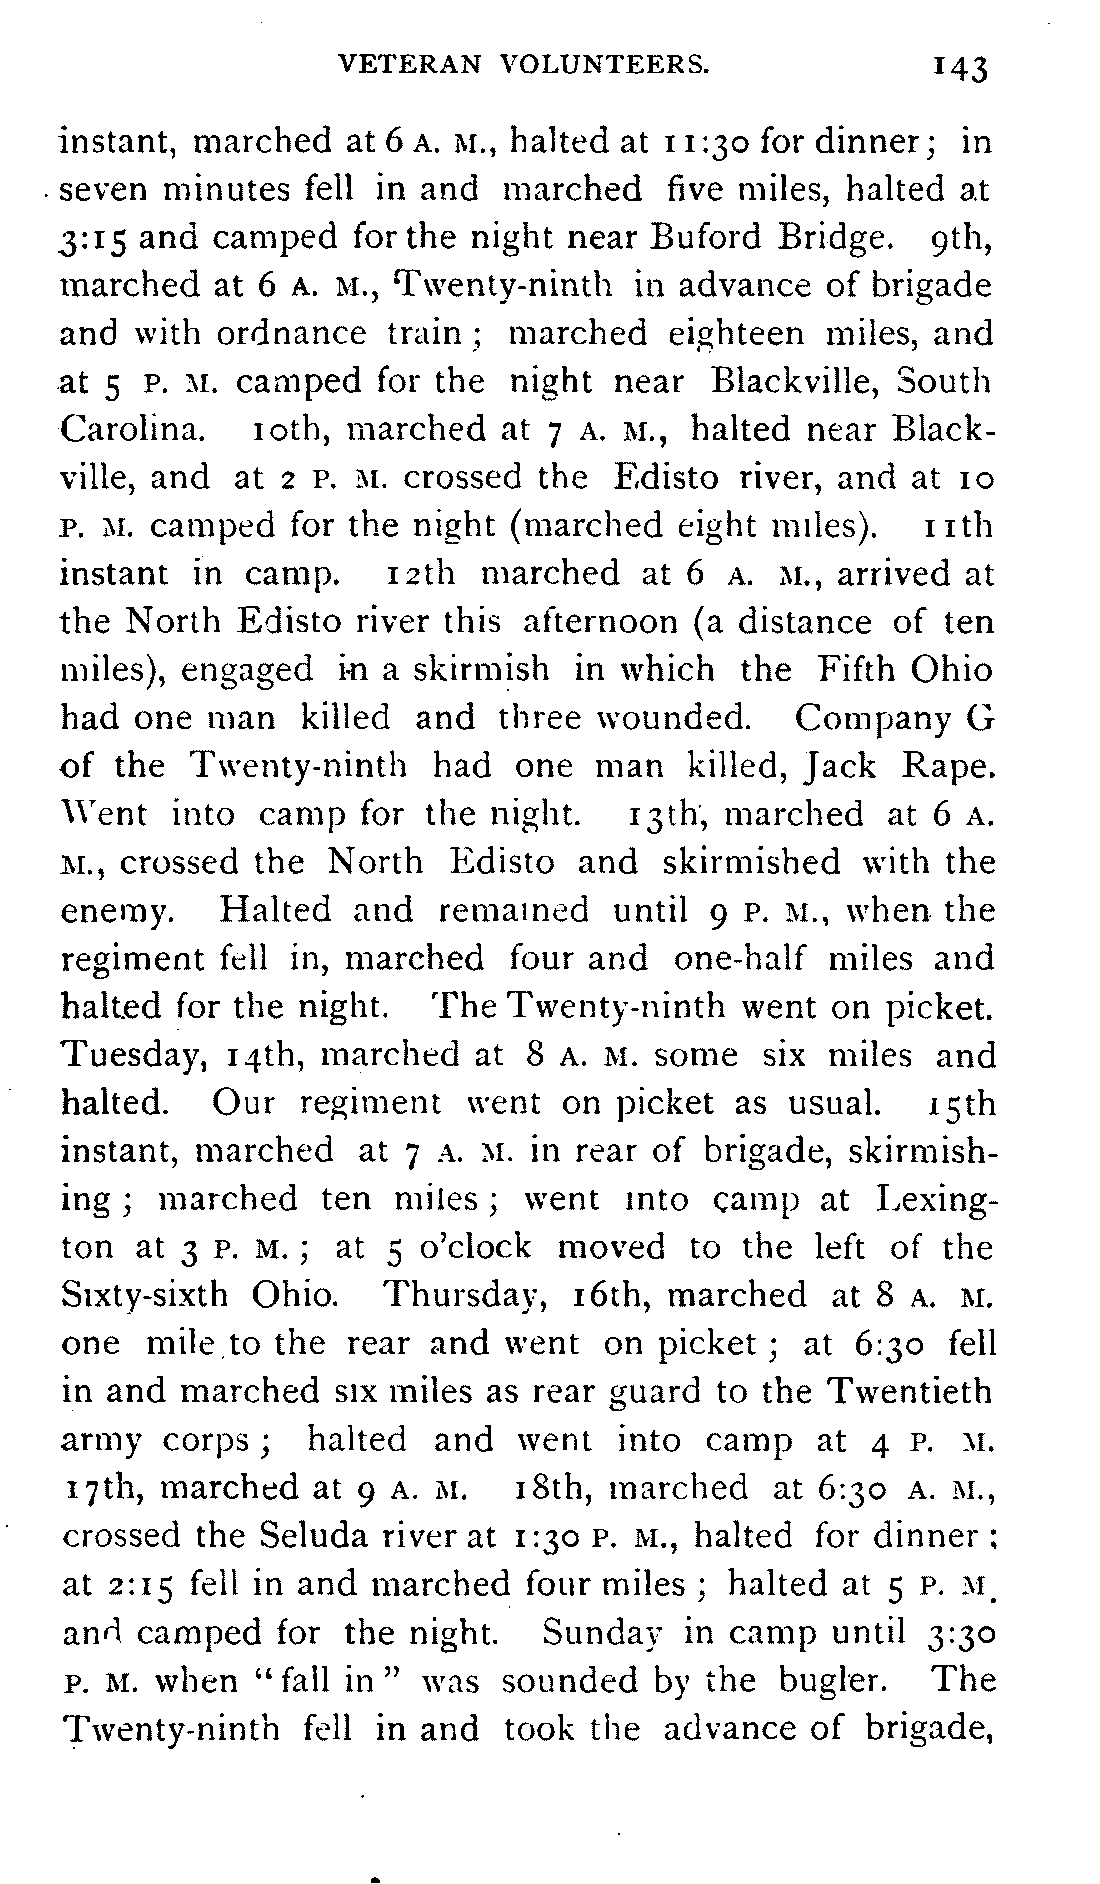 VETERAN VOLUNTEERS. 143
instant, marched at 6 A. M., halted at 11:30 for dinner; in
seven minutes fell in and marched five miles, halted at
3:15 and camped for the night near Buford Bridge. 9th,
marched at 6 A. M., Twenty-ninth in advance of brigade
and with ordnance train; marched eighteen miles, and
at 5 P. M. camped for the night near Blackville, South
Carolina. 10th, marched at 7 A. M., halted near Black-
ville, and at 2 P. M. crossed the Edisto river, and at 10
P. M. camped for the night (marched eight miles). 11th
instant in camp. 12th marched at 6 A. M., arrived at
the North Edisto river this afternoon (a distance of ten
miles), engaged in a skirmish in which the Fifth Ohio
had one man killed and three wounded. Company G
of the Twenty-ninth had one man killed, Jack Rape.
Went into camp for the night. 13th, marched at 6 A.
M., crossed the North Edisto and skirmished with the
enemy. Halted and remained until 9 P. M., when the
regiment fell in, marched four and one-half miles and
halted for the night. The Twenty-ninth went on picket.
Tuesday, 14th, marched at 8 A. M. some six miles and
halted. Our regiment went on picket as usual. 15th
instant, marched at 7 A. M. in rear of brigade, skirmish-
ing; marched ten miles; went into camp at Lexing-
ton at 3 P. M.; at 5 o'clock moved to the left of the
Sixty-sixth Ohio. Thursday, 16th, marched at 8 A. M.
one mile to the rear and went on picket; at 6:30 fell
in and marched six miles as rear guard to the Twentieth
army corps; halted and went into camp at 4 P. M.
17th, marched at 9 A. M. 18th, marched at 6:30 A. M.,
crossed the Seluda river at 1:30 P. M., halted for dinner;
at 2:15 fell in and marched four miles; halted at 5 P. M.
and camped for the night. Sunday in camp until 3:30
P. M. when "fall in" was sounded by the bugler. The
Twenty-ninth fell in and took the advance of brigade,